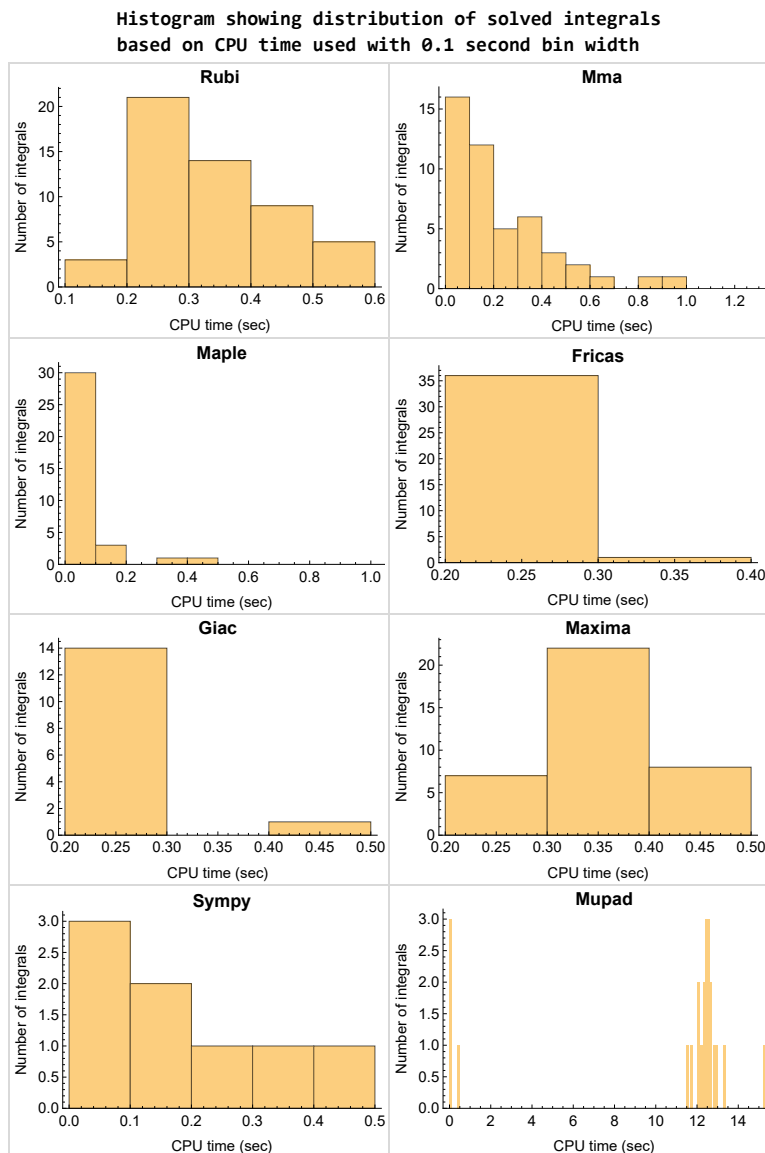 Histogram showing distribution of solved integrals
based on CPU time used with 0.1 second bin width
Rubi
Number of integrals
20
15
10
5
0
0.1 0.2 0.3 0.4 0.5 0.6
CPU time (sec)
Mma
Number of integrals
15
10
5
0
0.0 0.2 0.4 0.6 0.8 1.0 1.2
CPU time (sec)
Maple
Number of integrals
30
25
20
15
10
5
0
0.0 0.2 0.4 0.6 0.8 1.0
CPU time (sec)
Fricas
Number of integrals
35
30
25
20
15
10
5
0
0.20 0.25 0.30 0.35 0.40
CPU time (sec)
Giac
Number of integrals
14
12
10
8
6
4
2
0
0.20 0.25 0.30 0.35 0.40 0.45 0.50
CPU time (sec)
Maxima
Number of integrals
20
15
10
5
0
0.20 0.25 0.30 0.35 0.40 0.45 0.50
CPU time (sec)
Sympy
Number of integrals
3.0
2.5
2.0
1.5
1.0
0.5
0.0
0.0 0.1 0.2 0.3 0.4 0.5
CPU time (sec)
Mupad
Number of integrals
3.0
2.5
2.0
1.5
1.0
0.5
0.0
0 2 4 6 8 10 12 14
CPU time (sec)